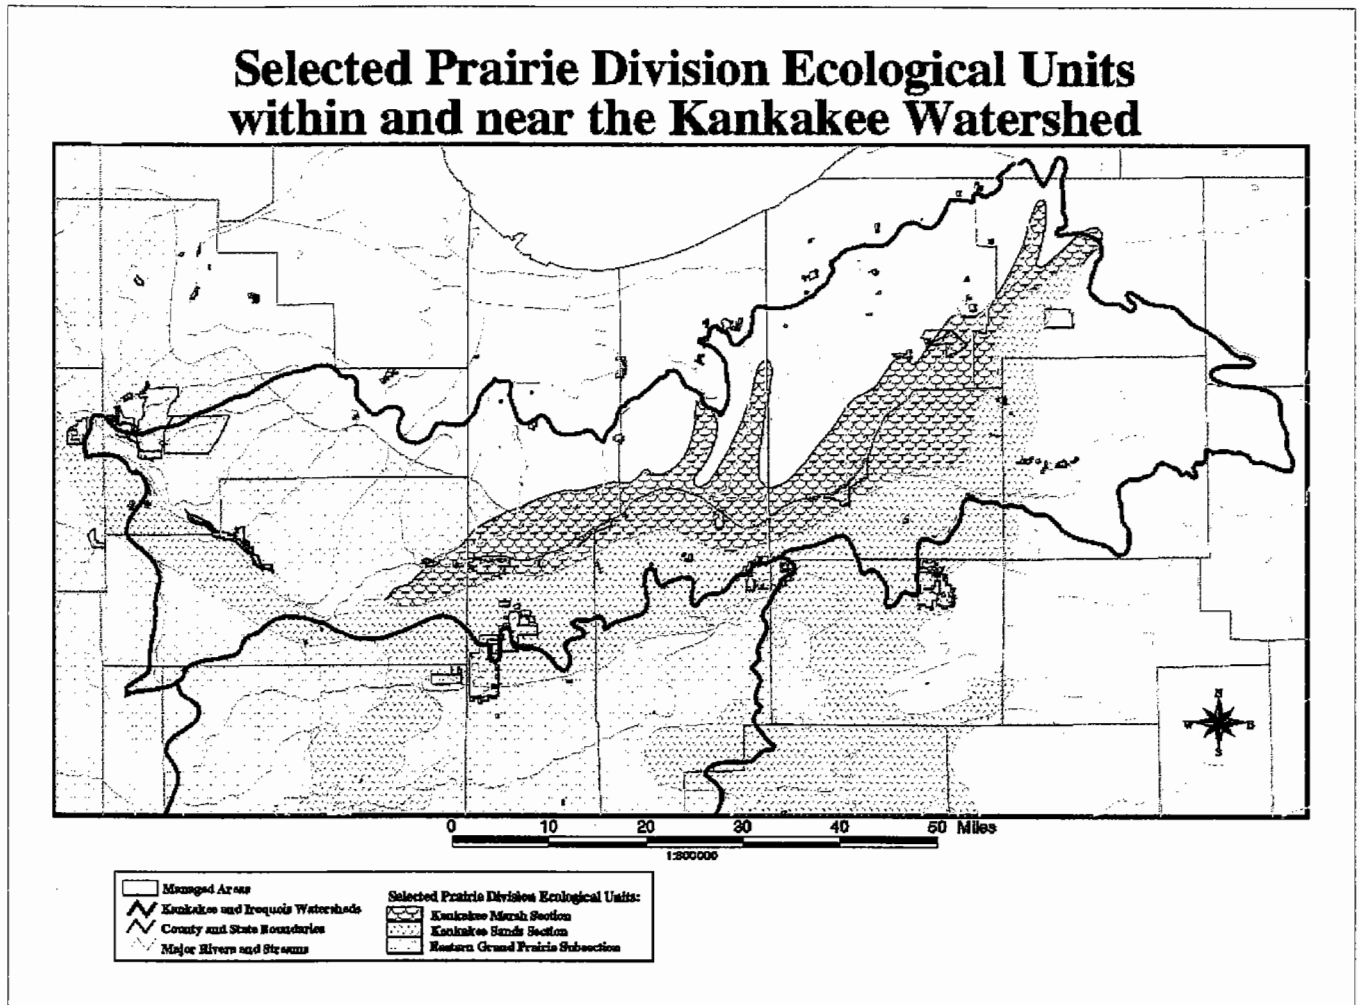 Selected Prairie Division Ecological Units
within and near the Kankakee Watershed
N
W E
S
0 10 20 30 40 50 Miles
1:800000
Managed Areas
Kankakee and Iroquois Watersheds
County and State Boundaries
Major Rivers and Streams
Selected Prairie Division Ecological Units:
Kankakee Marsh Section
Kankakee Sands Section
Eastern Grand Prairie Subsection